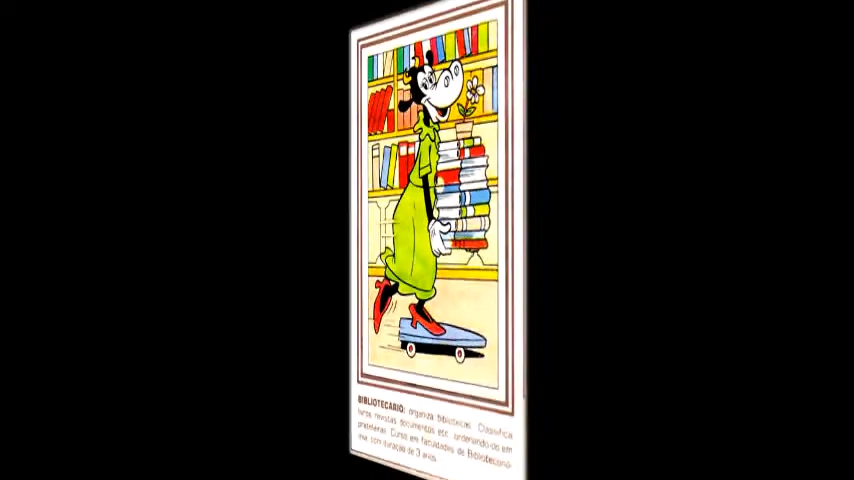 BIBLIOTECÁRIO: organiza bibliotecas. Classifica
livros, revistas, documentos etc. ordenando-os em
prateleiras. Curso em faculdades de Biblioteconomia
com duração de 3 anos.